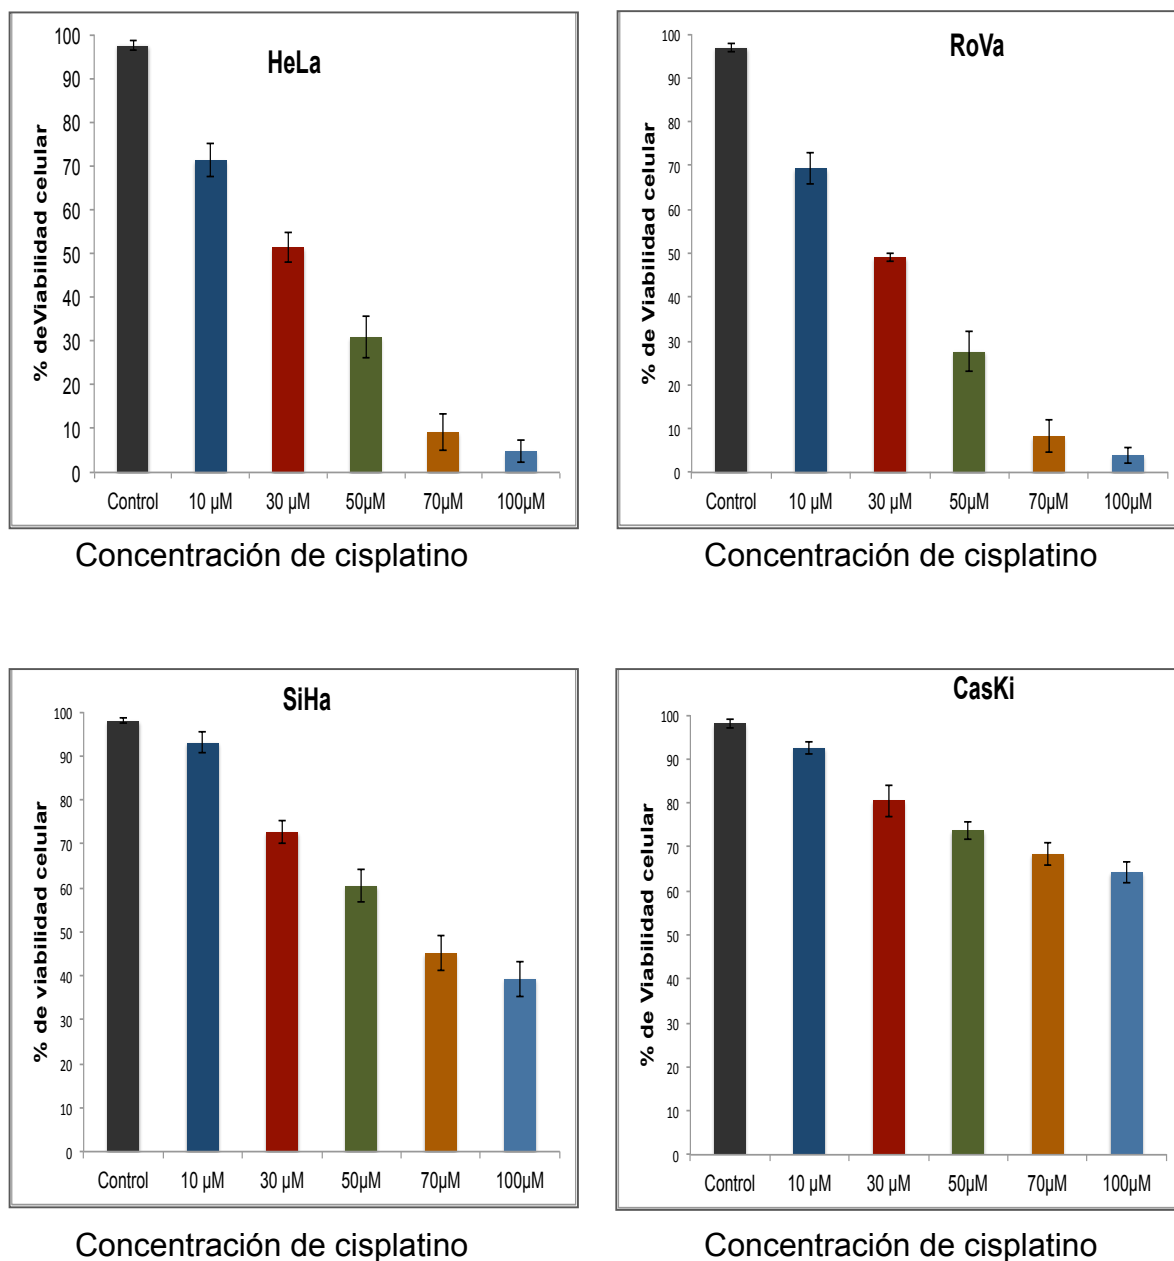 HeLa
% deViabilidad celular
100
90
80
70
60
50
40
30
20
10
0
Control 10 µM 30 µM 50µM 70µM 100µM
Concentración de cisplatino
RoVa
% de Viabilidad celular
100
90
80
70
60
50
40
30
20
10
0
Control 10 µM 30 µM 50µM 70µM 100µM
Concentración de cisplatino
SiHa
% de viabilidad celular
100
90
80
70
60
50
40
30
20
10
0
Control 10 µM 30 µM 50µM 70µM 100µM
Concentración de cisplatino
CasKi
% de Viabilidad celular
100
90
80
70
60
50
40
30
20
10
0
Control 10 µM 30 µM 50µM 70µM 100µM
Concentración de cisplatino